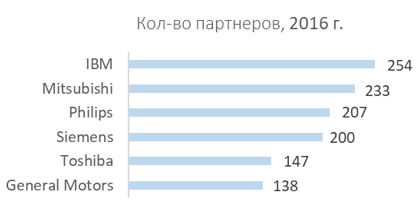 Кол-во партнеров, 2016 г.
IBM 254
Mitsubishi 233
Philips 207
Siemens 200
Toshiba 147
General Motors 138